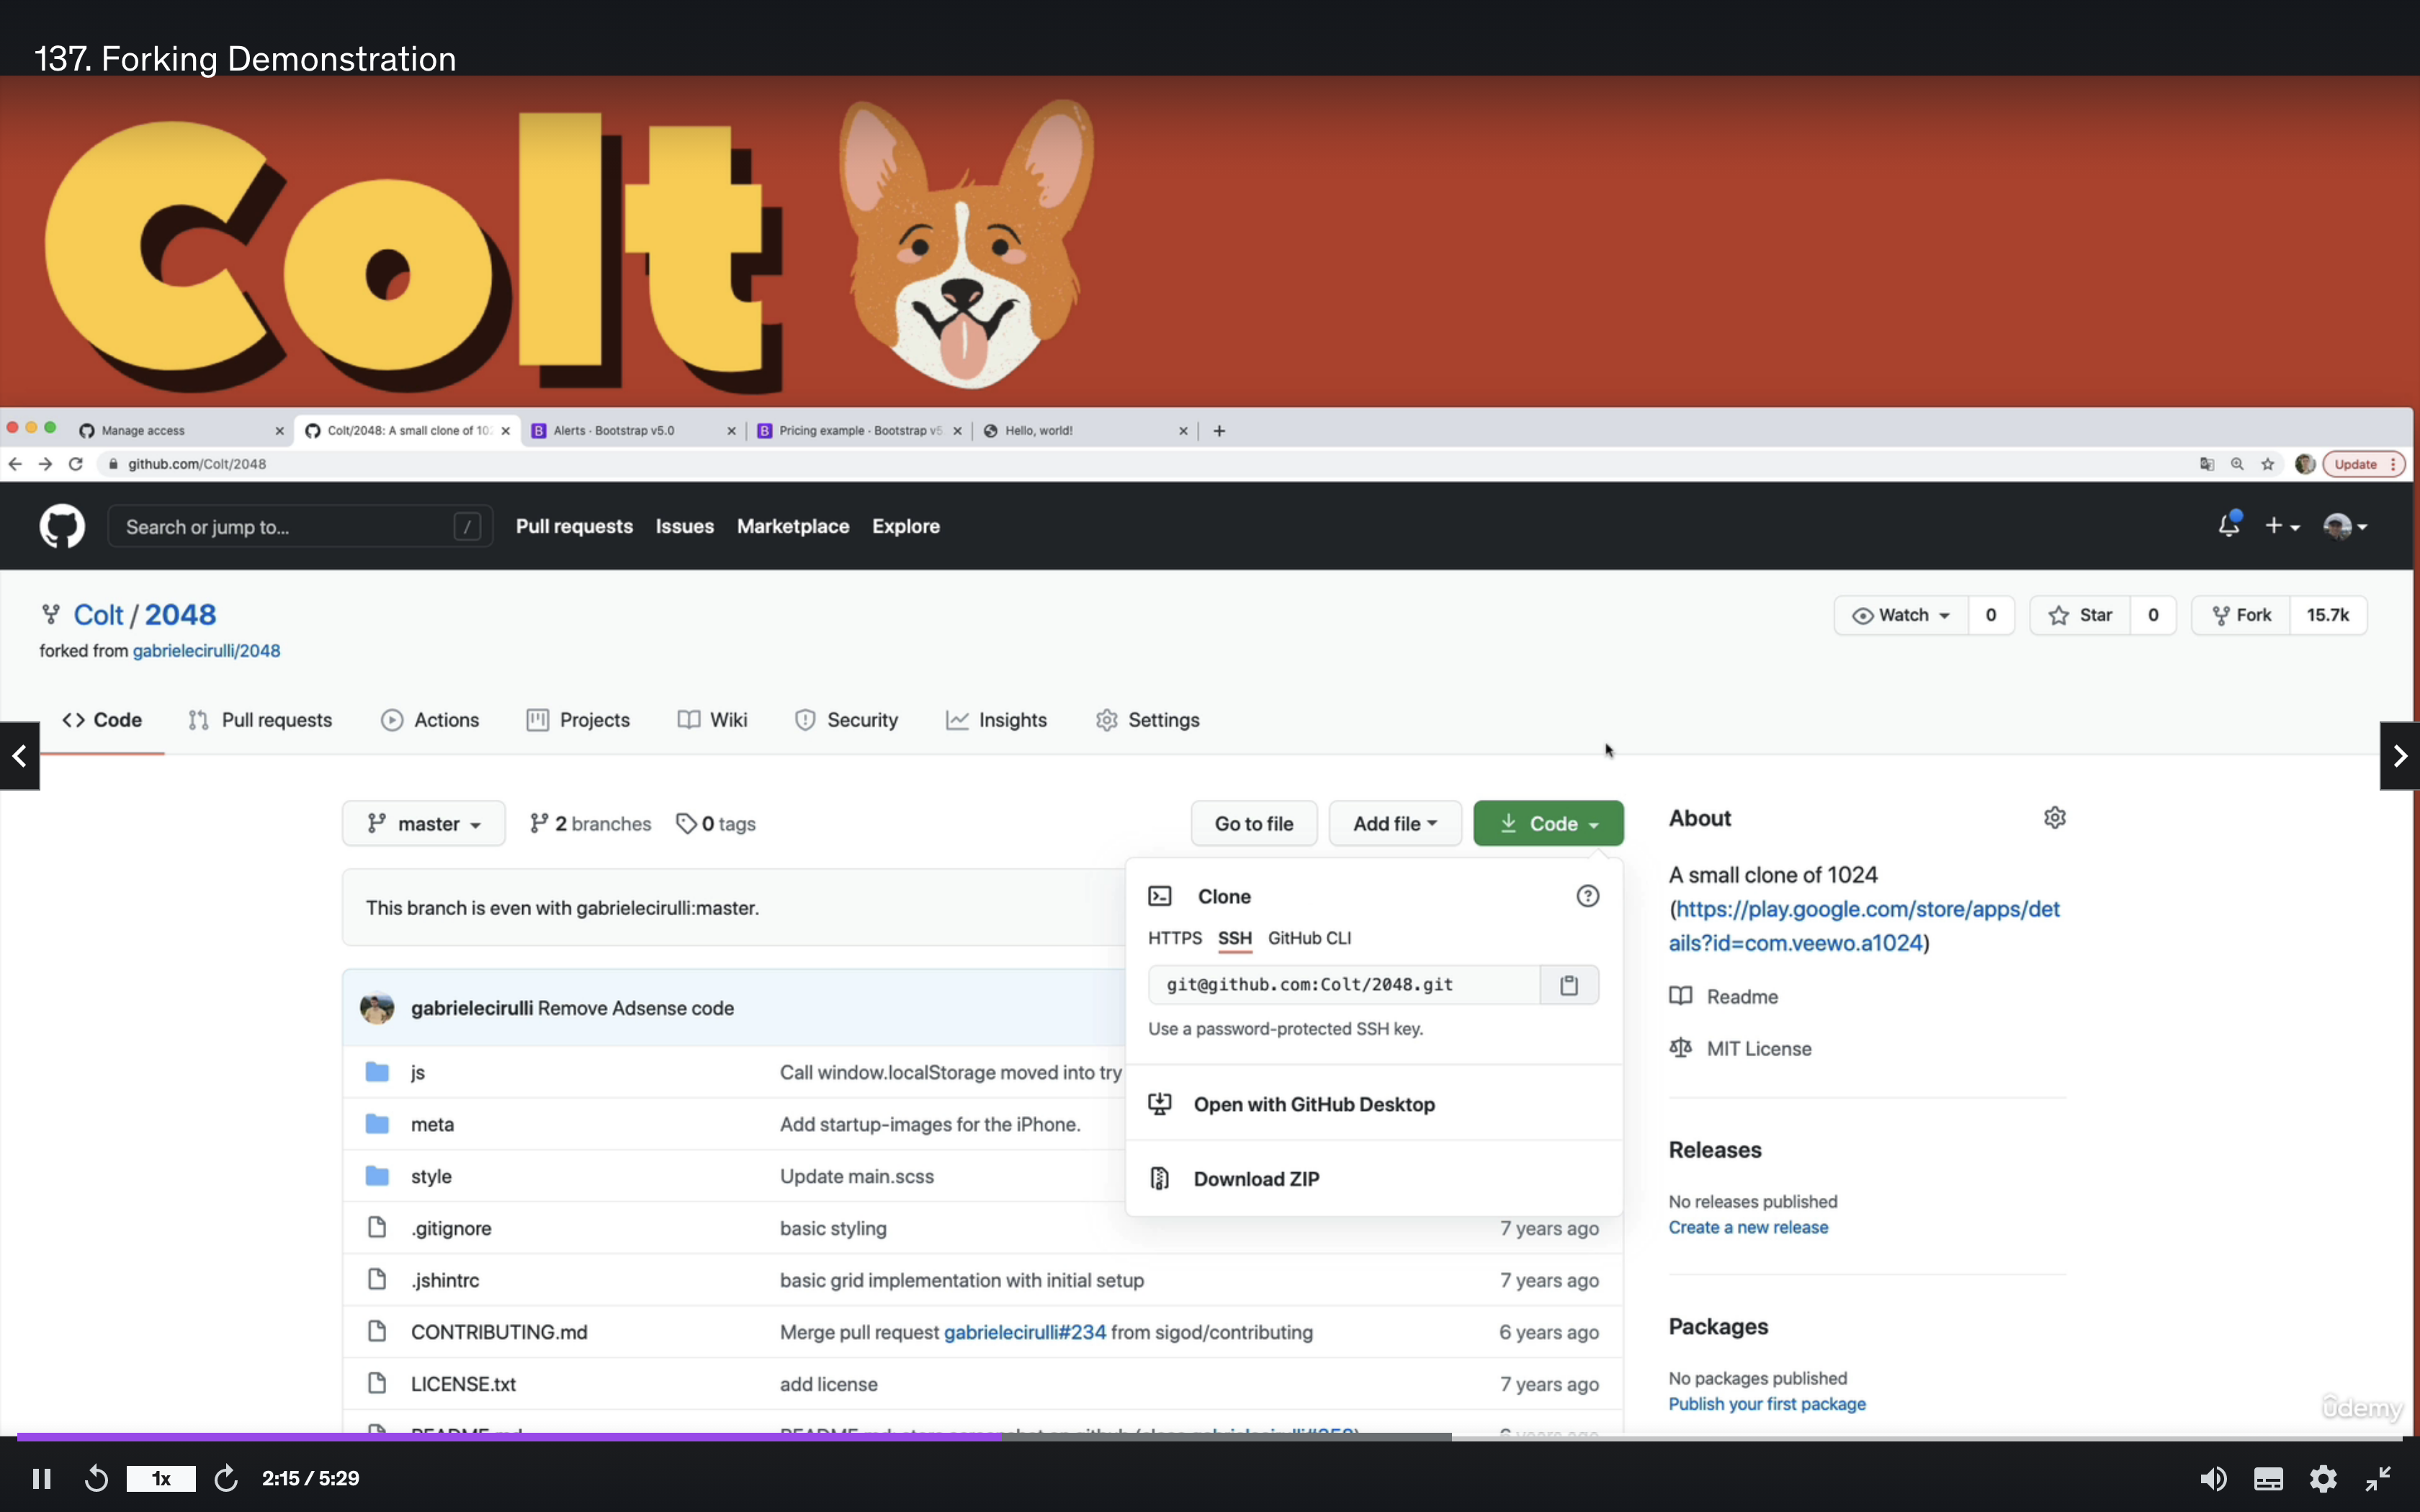 137. Forking Demonstration
Colt
Manage access
Colt/2048: A small clone of 10
Alerts · Bootstrap v5.0
Pricing example · Bootstrap v5
Hello, world!
github.com/Colt/2048
Update
Search or jump to...
/
Pull requests
Issues
Marketplace
Explore
Colt / 2048
forked from gabrielecirulli/2048
Watch 0
Star 0
Fork 15.7k
Code
Pull requests
Actions
Projects
Wiki
Security
Insights
Settings
master
2 branches
0 tags
Go to file
Add file
Code
This branch is even with gabrielecirulli:master.
Clone
HTTPS SSH GitHub CLI
git@github.com:Colt/2048.git
Use a password-protected SSH key.
Open with GitHub Desktop
Download ZIP
gabrielecirulli Remove Adsense code
js Call window.localStorage moved into try
meta Add startup-images for the iPhone.
style Update main.scss
.gitignore basic styling 7 years ago
.jshintrc basic grid implementation with initial setup 7 years ago
CONTRIBUTING.md Merge pull request gabrielecirulli#234 from sigod/contributing 6 years ago
LICENSE.txt add license 7 years ago
About
A small clone of 1024
(https://play.google.com/store/apps/det
ails?id=com.veewo.a1024)
Readme
MIT License
Releases
No releases published
Create a new release
Packages
No packages published
Publish your first package
ûdemy
1x
2:15 / 5:29